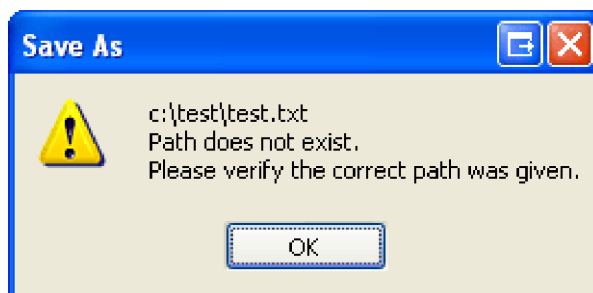 Save As
c:\test\test.txt
Path does not exist.
Please verify the correct path was given.
OK